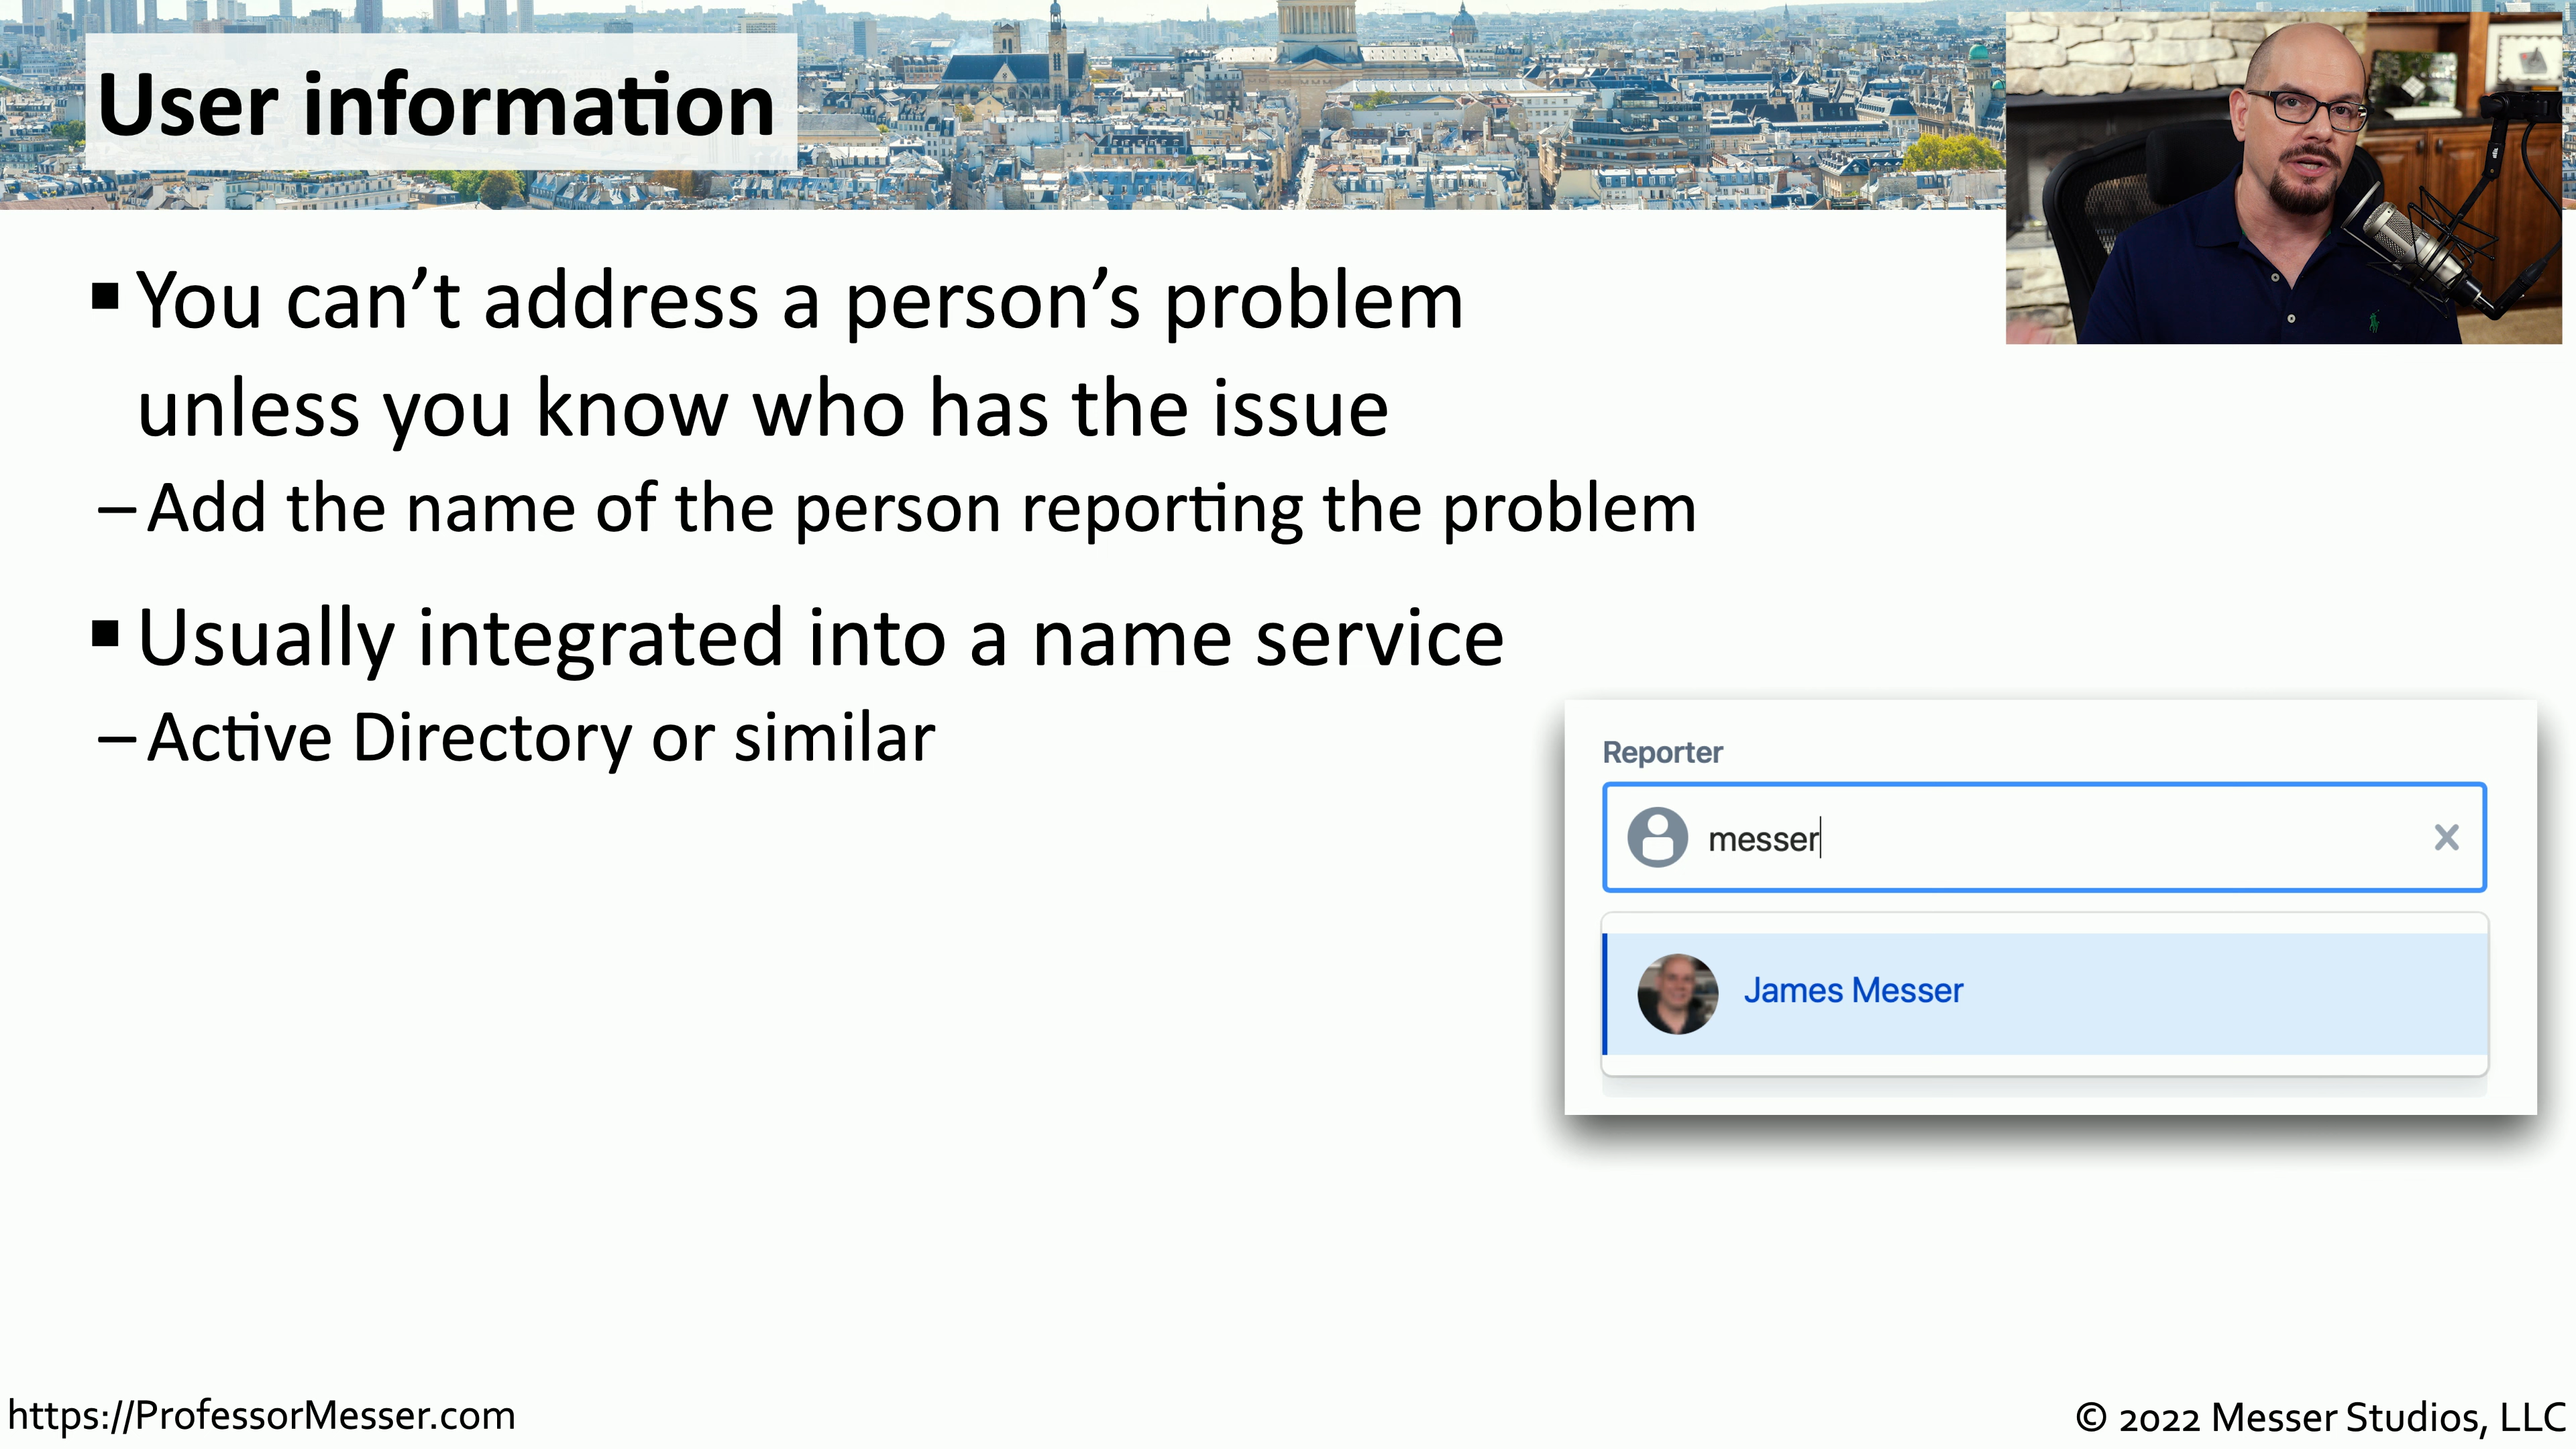 User information
▪ You can’t address a person’s problem
unless you know who has the issue
– Add the name of the person reporting the problem
▪ Usually integrated into a name service
– Active Directory or similar
Reporter
messer
James Messer
https://ProfessorMesser.com
© 2022 Messer Studios, LLC